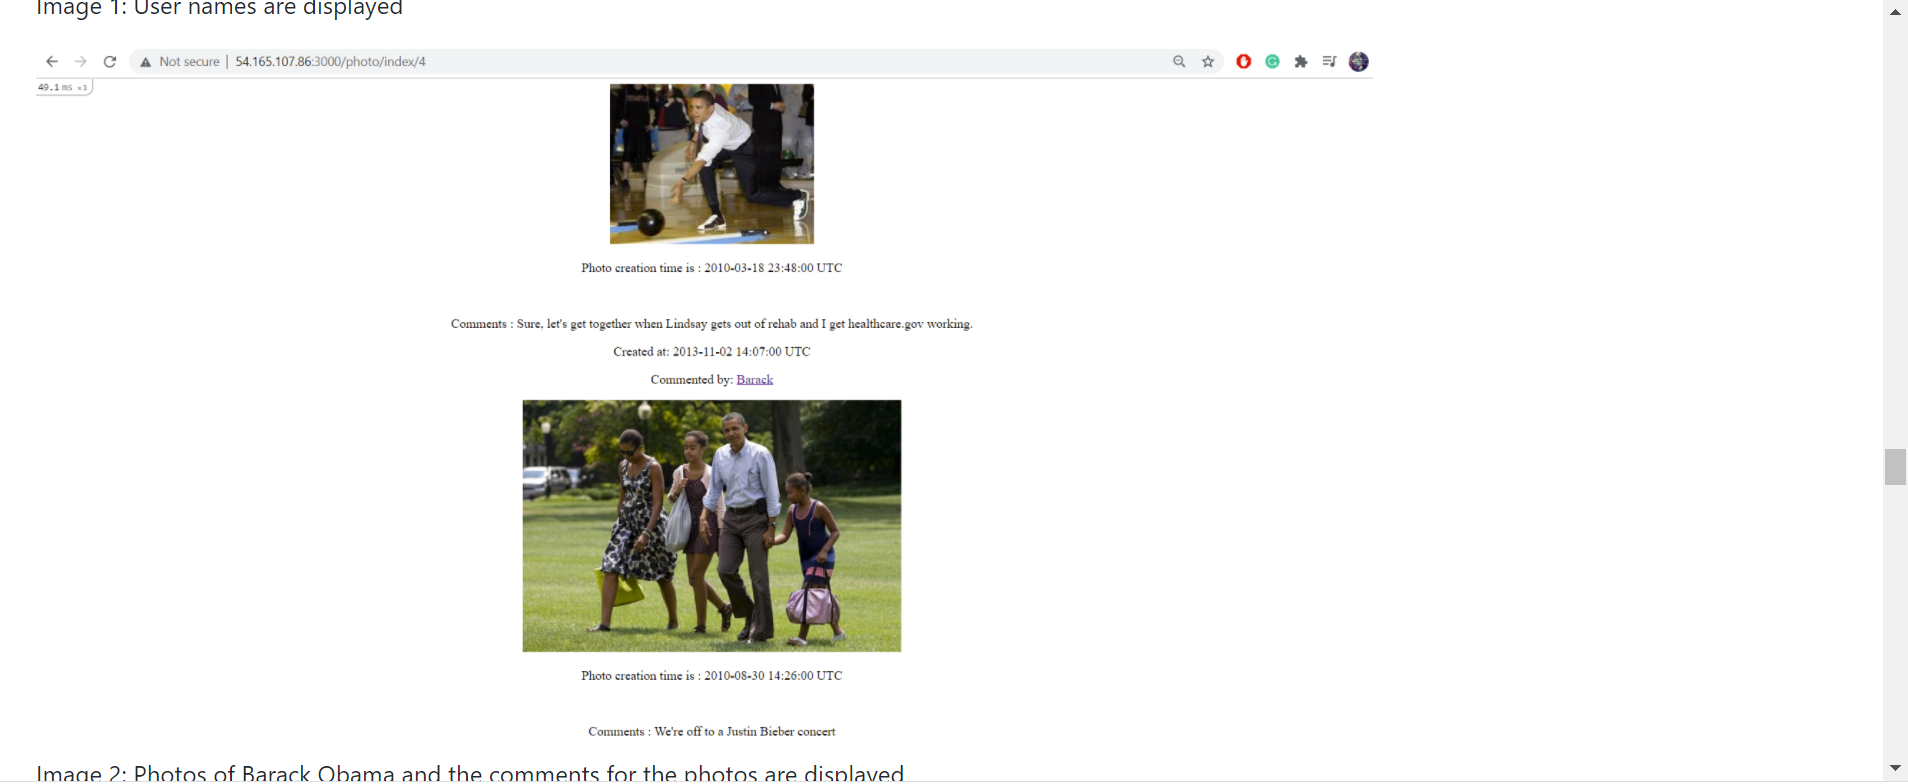 Image 1: User names are displayed
Not secure | 54.165.107.86:3000/photo/index/4
49.1 ms ×3
Photo creation time is : 2010-03-18 23:48:00 UTC
Comments : Sure, let's get together when Lindsay gets out of rehab and I get healthcare.gov working.
Created at: 2013-11-02 14:07:00 UTC
Commented by: Barack
Photo creation time is : 2010-08-30 14:26:00 UTC
Comments : We're off to a Justin Bieber concert
Image 2: Photos of Barack Obama and the comments for the photos are displayed